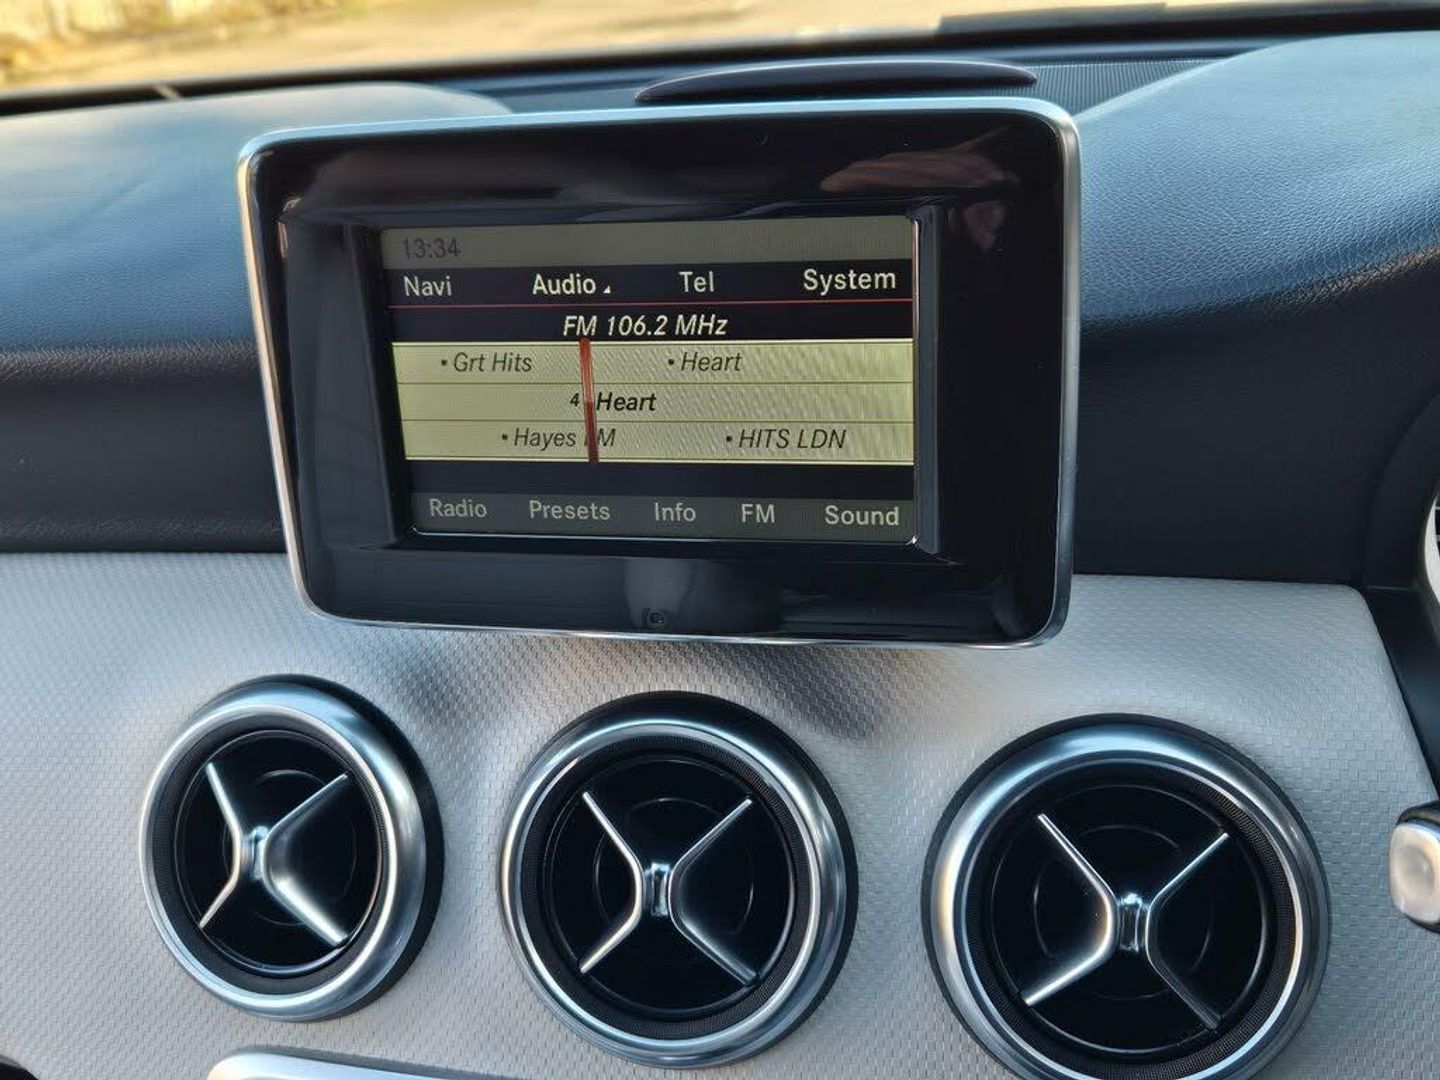 13:34
Navi Audio Tel System
FM 106.2 MHz
Grt Hits Heart
4 Heart
Hayes FM HITS LDN
Radio Presets Info FM Sound